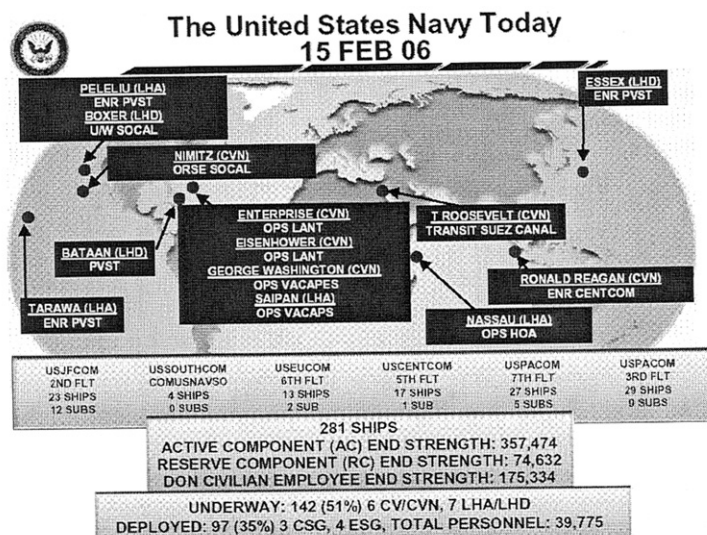 The United States Navy Today
15 FEB 06
PELELIU (LHA)
ENR PVST
BOXER (LHD)
U/W SOCAL
ESSEX (LHD)
ENR PVST
NIMITZ (CVN)
ORSE SOCAL
ENTERPRISE (CVN)
OPS LANT
EISENHOWER (CVN)
OPS LANT
GEORGE WASHINGTON (CVN)
OPS VACAPES
SAIPAN (LHA)
OPS VACAPS
T ROOSEVELT (CVN)
TRANSIT SUEZ CANAL
BATAAN (LHD)
PVST
RONALD REAGAN (CVN)
ENR CENTCOM
TARAWA (LHA)
ENR PVST
NASSAU (LHA)
OPS HOA
USJFCOM
2ND FLT
23 SHIPS
12 SUBS
USSOUTHCOM
COMUSNAVSO
4 SHIPS
0 SUBS
USEUCOM
6TH FLT
13 SHIPS
2 SUB
USCENTCOM
5TH FLT
17 SHIPS
1 SUB
USPACOM
7TH FLT
27 SHIPS
5 SUBS
USPACOM
3RD FLT
29 SHIPS
9 SUBS
281 SHIPS
ACTIVE COMPONENT (AC) END STRENGTH: 357,474
RESERVE COMPONENT (RC) END STRENGTH: 74,632
DON CIVILIAN EMPLOYEE END STRENGTH: 175,334
UNDERWAY: 142 (51%) 6 CV/CVN, 7 LHA/LHD
DEPLOYED: 97 (35%) 3 CSG, 4 ESG, TOTAL PERSONNEL: 39,775